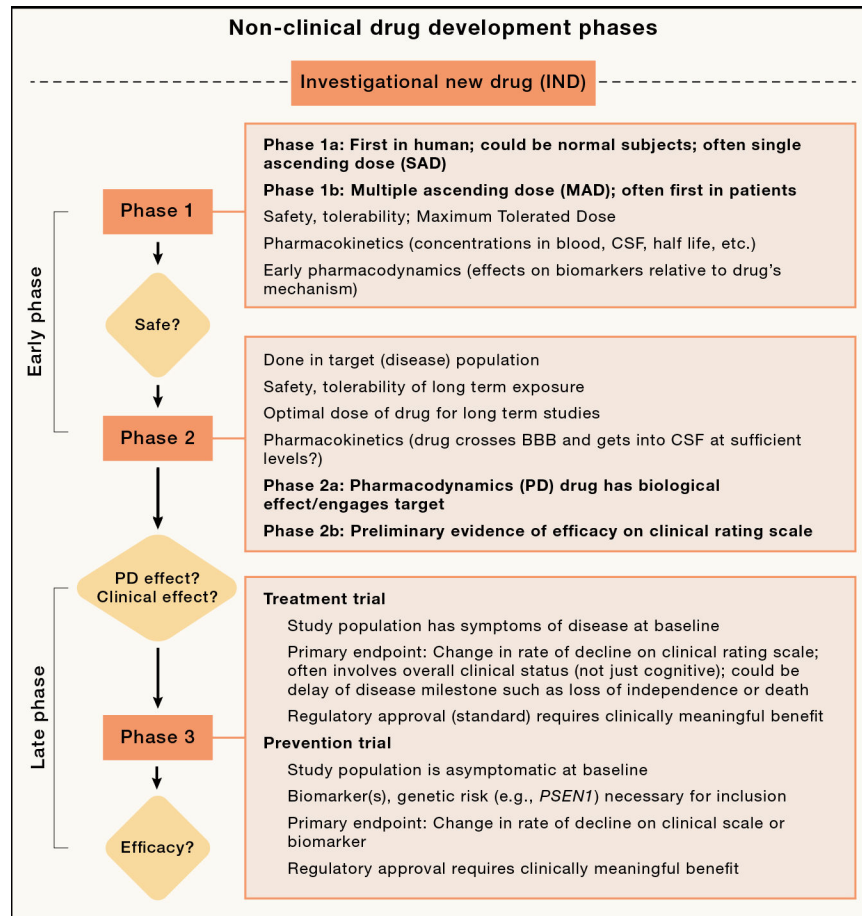 Non-clinical drug development phases
Investigational new drug (IND)
Phase 1a: First in human; could be normal subjects; often single
ascending dose (SAD)
Phase 1b: Multiple ascending dose (MAD); often first in patients
Safety, tolerability; Maximum Tolerated Dose
Pharmacokinetics (concentrations in blood, CSF, half life, etc.)
Early pharmacodynamics (effects on biomarkers relative to drug's
mechanism)
Phase 1
Safe?
Early phase
Done in target (disease) population
Safety, tolerability of long term exposure
Optimal dose of drug for long term studies
Pharmacokinetics (drug crosses BBB and gets into CSF at sufficient
levels?)
Phase 2a: Pharmacodynamics (PD) drug has biological
effect/engages target
Phase 2b: Preliminary evidence of efficacy on clinical rating scale
Phase 2
PD effect?
Clinical effect?
Late phase
Treatment trial
Study population has symptoms of disease at baseline
Primary endpoint: Change in rate of decline on clinical rating scale;
often involves overall clinical status (not just cognitive); could be
delay of disease milestone such as loss of independence or death
Regulatory approval (standard) requires clinically meaningful benefit
Prevention trial
Study population is asymptomatic at baseline
Biomarker(s), genetic risk (e.g., PSEN1) necessary for inclusion
Primary endpoint: Change in rate of decline on clinical scale or
biomarker
Regulatory approval requires clinically meaningful benefit
Phase 3
Efficacy?